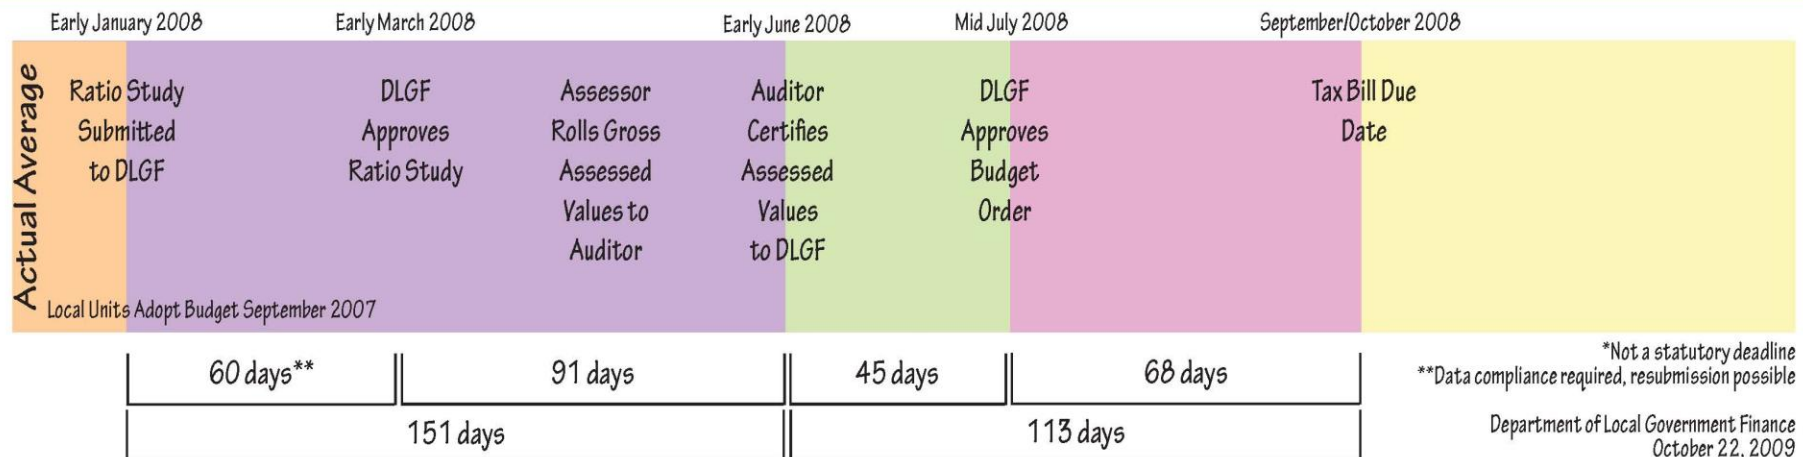 Early January 2008
Early March 2008
Early June 2008
Mid July 2008
September/October 2008
Actual Average
Ratio Study
Submitted
to DLGF
DLGF
Approves
Ratio Study
Assessor
Rolls Gross
Assessed
Values to
Auditor
Auditor
Certifies
Assessed
Values
to DLGF
DLGF
Approves
Budget
Order
Tax Bill Due
Date
Local Units Adopt Budget September 2007
60 days**
91 days
45 days
68 days
151 days
113 days
*Not a statutory deadline
**Data compliance required, resubmission possible
Department of Local Government Finance
October 22, 2009